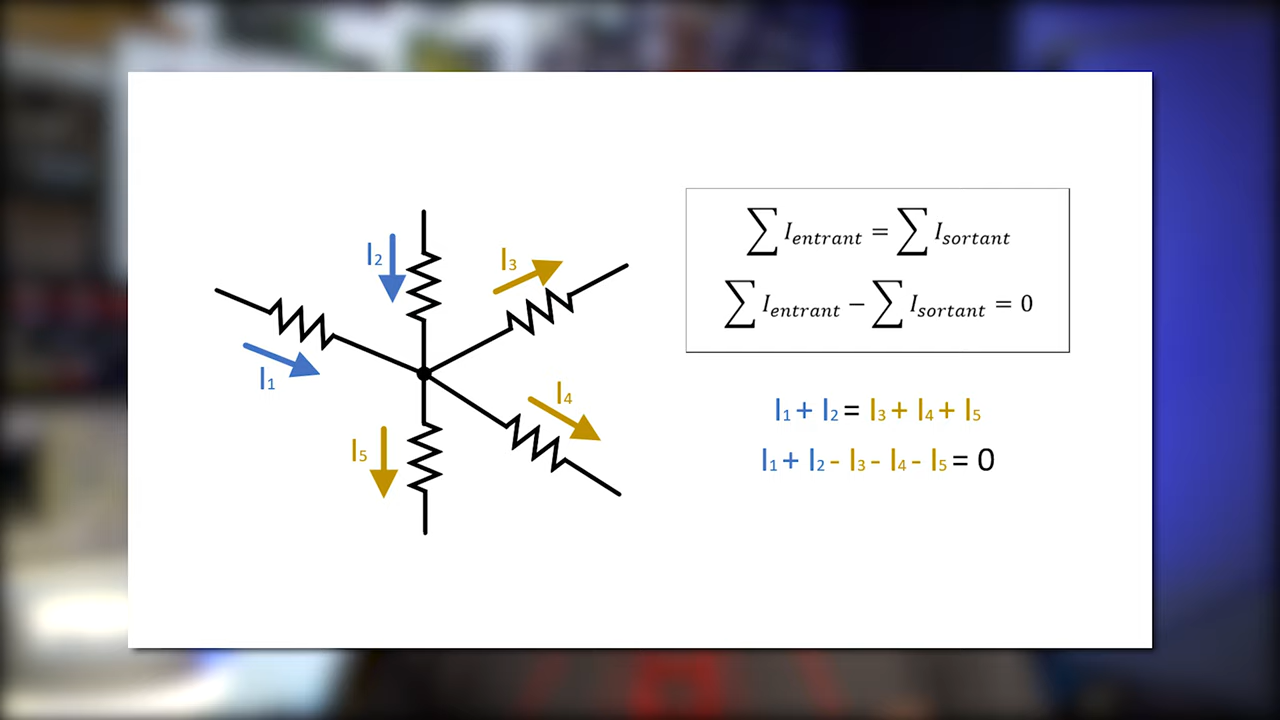 I₂
I₃
I₁
I₄
I₅
∑ I_entrant = ∑ I_sortant
∑ I_entrant − ∑ I_sortant = 0
I₁ + I₂ = I₃ + I₄ + I₅
I₁ + I₂ - I₃ - I₄ - I₅ = 0